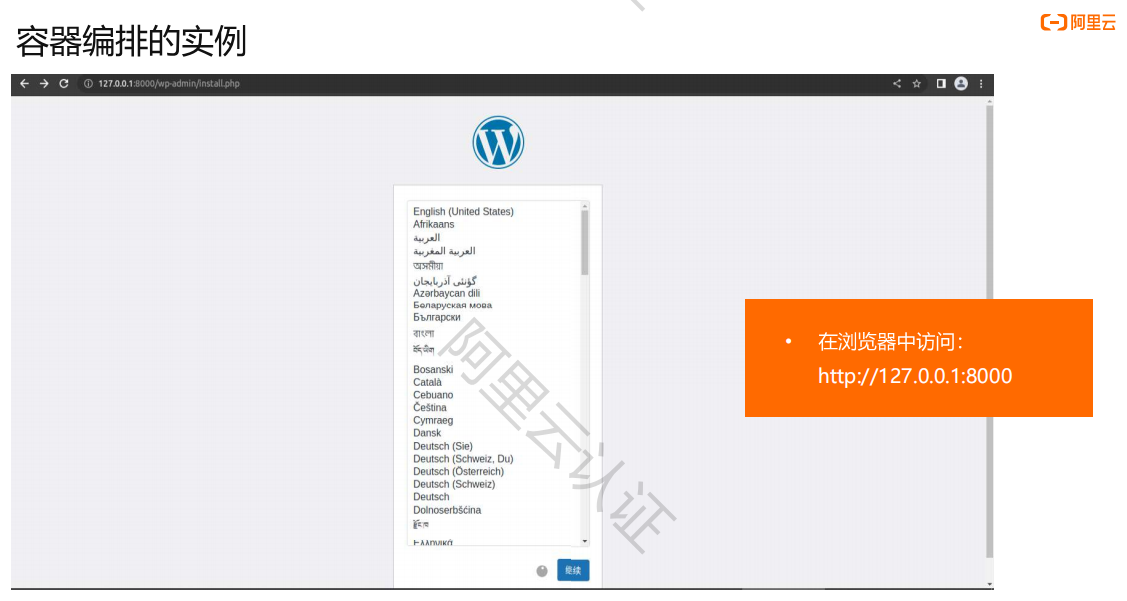 容器编排的实例
阿里云
127.0.0.1:8000/wp-admin/install.php
English (United States)
Afrikaans
العربية
العربية المغربية
অসমীয়া
گؤنئی آذربایجان
Azərbaycan dili
Беларуская мова
Български
বাংলা
བོད་ཡིག
Bosanski
Català
Cebuano
Čeština
Cymraeg
Dansk
Deutsch (Sie)
Deutsch (Schweiz, Du)
Deutsch (Österreich)
Deutsch (Schweiz)
Deutsch
Dolnoserbšćina
རྫོང་ཁ
Ελληνικά
继续
• 在浏览器中访问：
http://127.0.0.1:8000
阿里云认证